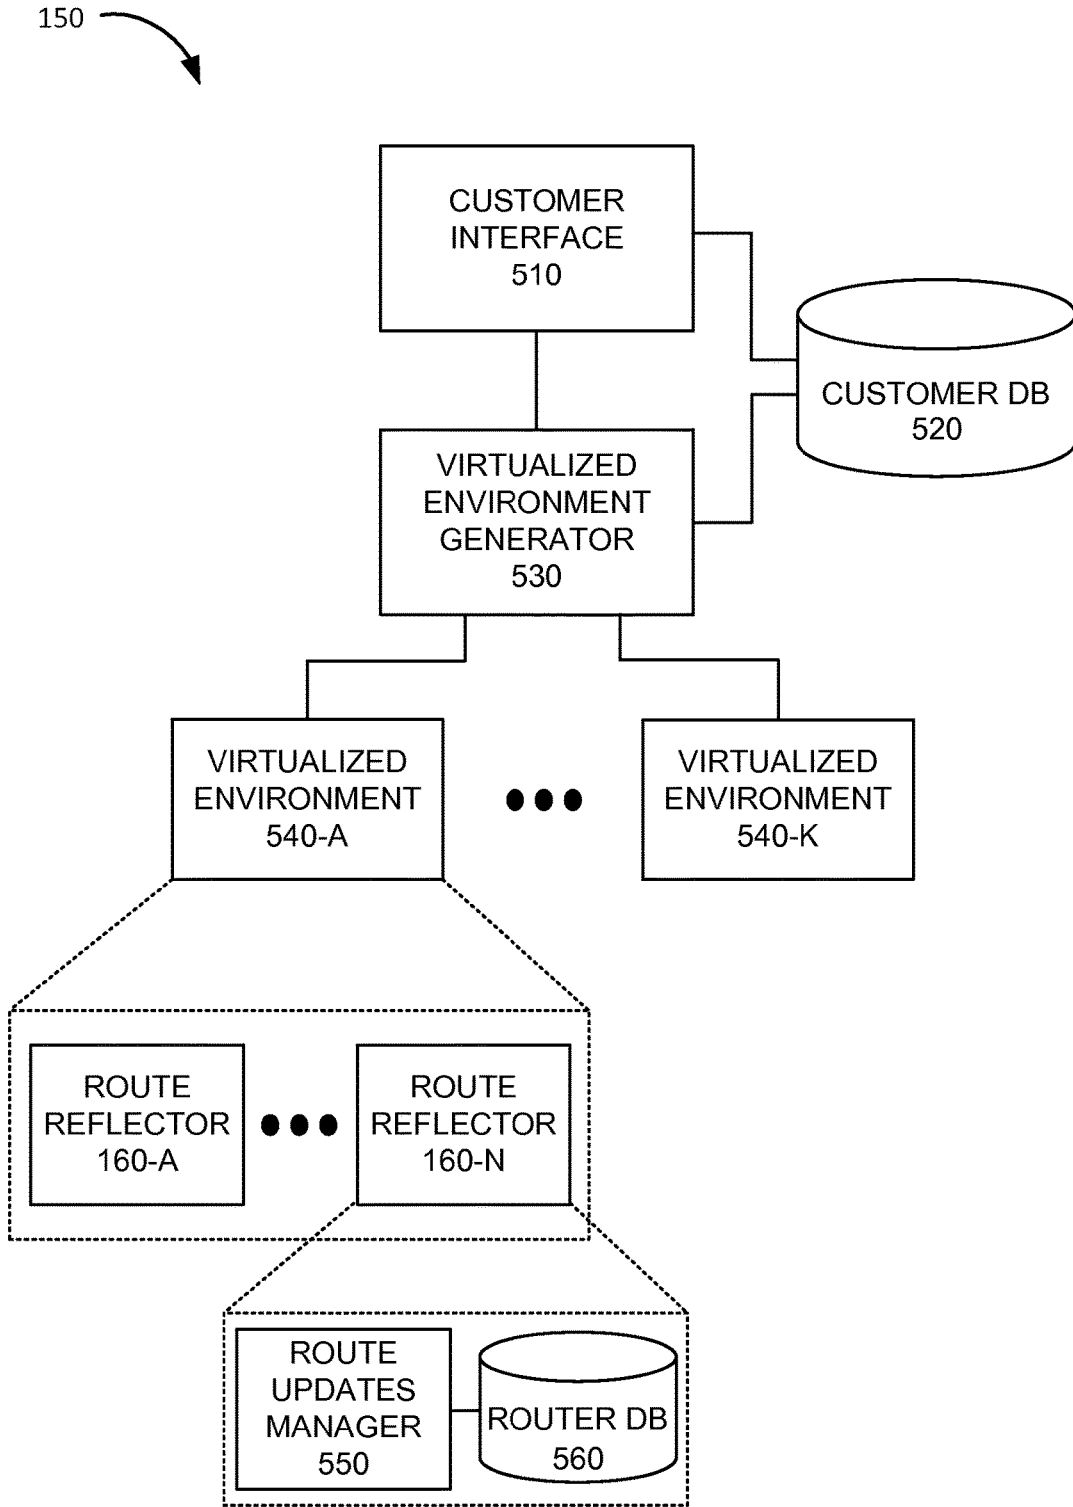 150
CUSTOMER
INTERFACE
510
CUSTOMER DB
520
VIRTUALIZED
ENVIRONMENT
GENERATOR
530
VIRTUALIZED
ENVIRONMENT
540-A
VIRTUALIZED
ENVIRONMENT
540-K
ROUTE
REFLECTOR
160-A
ROUTE
REFLECTOR
160-N
ROUTE
UPDATES
MANAGER
550
ROUTER DB
560